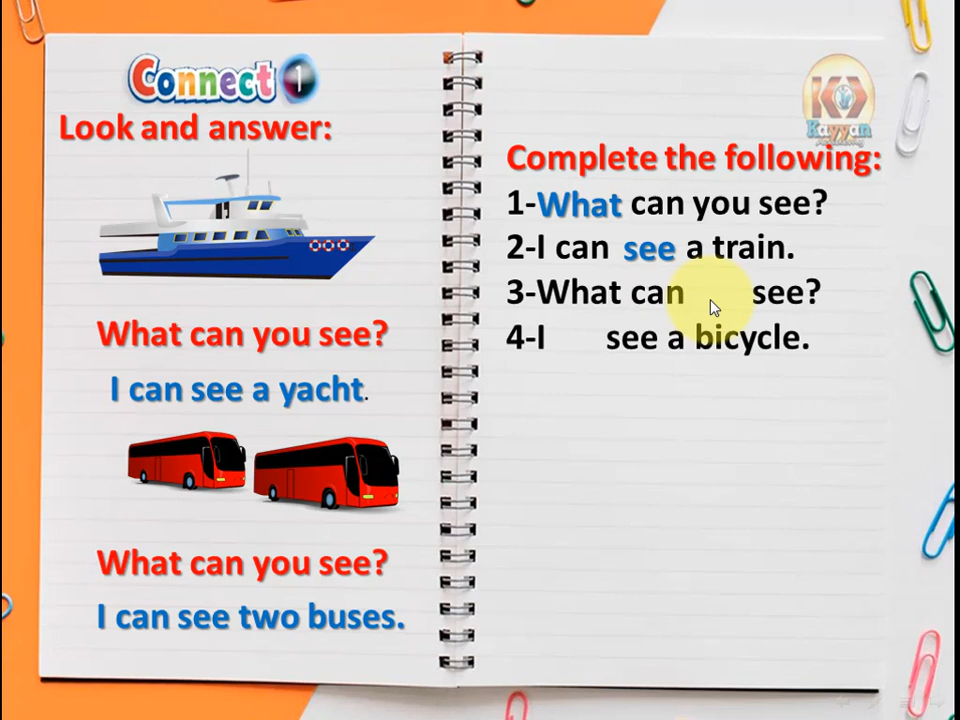 Connect 1
Look and answer:
What can you see?
I can see a yacht.
What can you see?
I can see two buses.
Kayyan
Academy
Complete the following:
1-What can you see?
2-I can see a train.
3-What can see?
4-I see a bicycle.